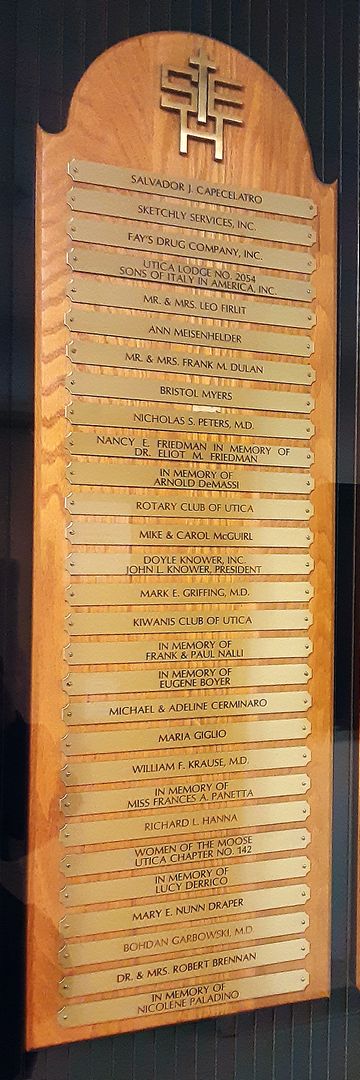 SEH
SALVADOR J. CAPECELATRO
SKETCHLY SERVICES, INC.
FAY'S DRUG COMPANY, INC.
UTICA LODGE NO. 2054
SONS OF ITALY IN AMERICA, INC.
MR. & MRS. LEO FIRLIT
ANN MEISENHELDER
MR. & MRS. FRANK M. DULAN
BRISTOL MYERS
NICHOLAS S. PETERS, M.D.
NANCY E. FRIEDMAN IN MEMORY OF
DR. ELIOT M. FRIEDMAN
IN MEMORY OF
ARNOLD DeMASSI
ROTARY CLUB OF UTICA
MIKE & CAROL McGUIRL
DOYLE KNOWER, INC.
JOHN L. KNOWER, PRESIDENT
MARK E. GRIFFING, M.D.
KIWANIS CLUB OF UTICA
IN MEMORY OF
FRANK & PAUL NALLI
IN MEMORY OF
EUGENE BOYER
MICHAEL & ADELINE CERMINARO
MARIA GIGLIO
WILLIAM F. KRAUSE, M.D.
IN MEMORY OF
MISS FRANCES A. PANETTA
RICHARD L. HANNA
WOMEN OF THE MOOSE
UTICA CHAPTER NO. 142
IN MEMORY OF
LUCY DERRICO
MARY E. NUNN DRAPER
BOHDAN GARBOWSKI, M.D.
DR. & MRS. ROBERT BRENNAN
IN MEMORY OF
NICOLENE PALADINO